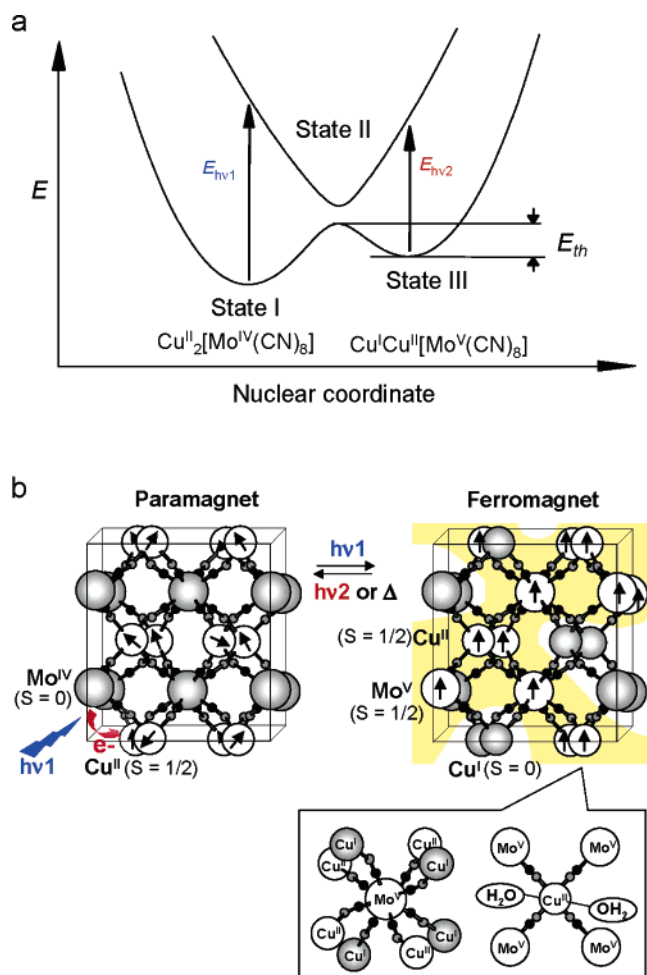 a
E
State II
E_hν1
E_hν2
E_th
State I
State III
Cu^II_2[Mo^IV(CN)_8]
Cu^ICu^II[Mo^V(CN)_8]
Nuclear coordinate
b
Paramagnet
Ferromagnet
hν1
hν2 or Δ
Mo^IV
(S = 0)
e-
hν1
Cu^II (S = 1/2)
(S = 1/2) Cu^II
Mo^V
(S = 1/2)
Cu^I (S = 0)
Cu^I
Cu^II
Cu^II
Cu^I
Mo^V
Cu^II
Cu^I
Cu^II
Cu^I
Mo^V
Mo^V
H_2O
Cu^II
OH_2
Mo^V
Mo^V